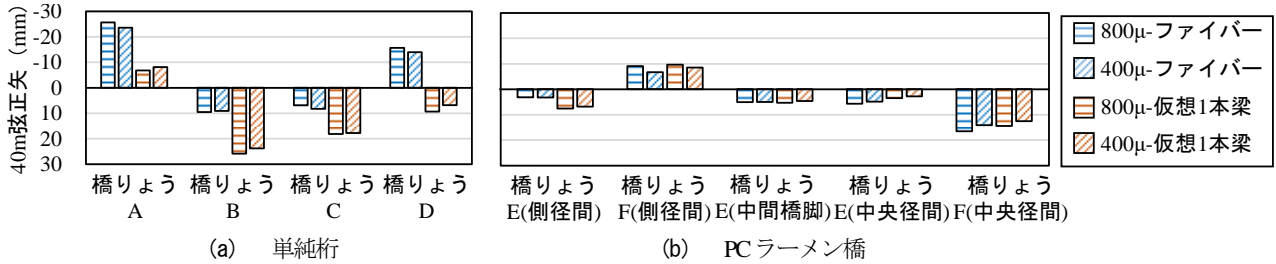 40m弦正矢 (mm)
-30
-20
-10
0
10
20
30
橋りょう 橋りょう 橋りょう 橋りょう
A B C D
(a) 単純桁
橋りょう 橋りょう 橋りょう 橋りょう 橋りょう
E(側径間) F(側径間) E(中間橋脚) E(中央径間) F(中央径間)
(b) PCラーメン橋
800μ-ファイバー
400μ-ファイバー
800μ-仮想1本梁
400μ-仮想1本梁